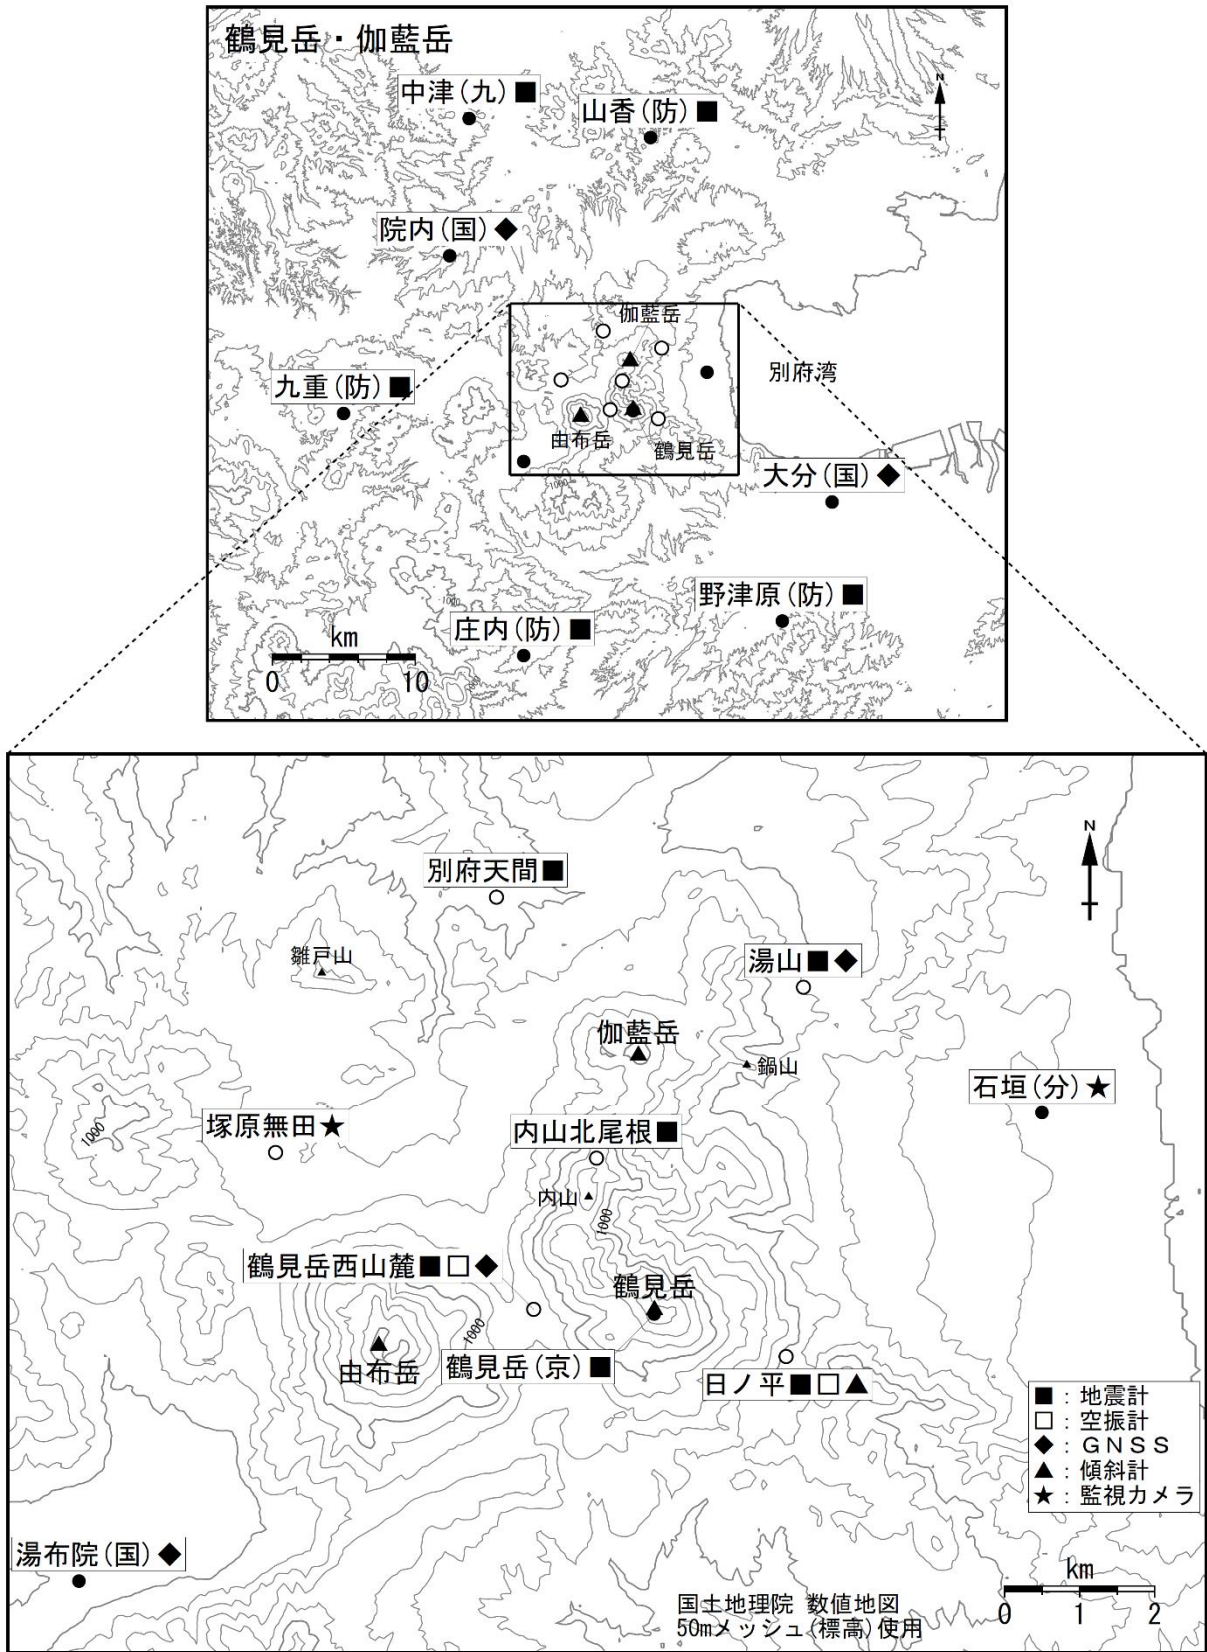 鶴見岳・伽藍岳
中津(九)■
山香(防)■
N
院内(国)◆
伽藍岳
九重(防)■
別府湾
由布岳
鶴見岳
1000
大分(国)◆
野津原(防)■
1000
庄内(防)■
km
0 10
1000
N
別府天間■
雛戸山
湯山■◆
伽藍岳
鍋山
石垣(分)★
1000
塚原無田★
内山北尾根■
内山
1000
鶴見岳西山麓■□◆
鶴見岳
1000
由布岳
鶴見岳(京)■
日ノ平■□▲
■:地震計
□:空振計
◆:GNSS
▲:傾斜計
★:監視カメラ
湯布院(国)◆
km
0 1 2
国土地理院 数値地図
50mメッシュ(標高)使用